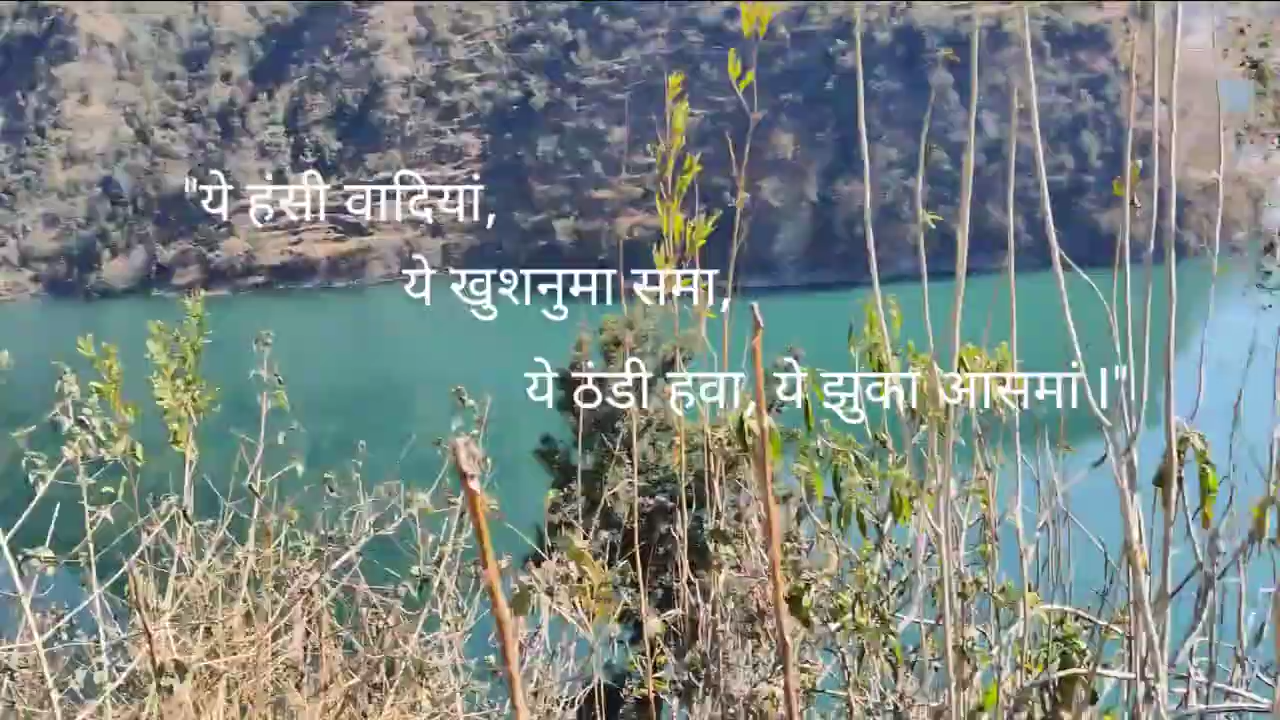 "ये हंसी वादियां,
ये खुशनुमा समा,
ये ठंडी हवा, ये झुका आसमां ।"